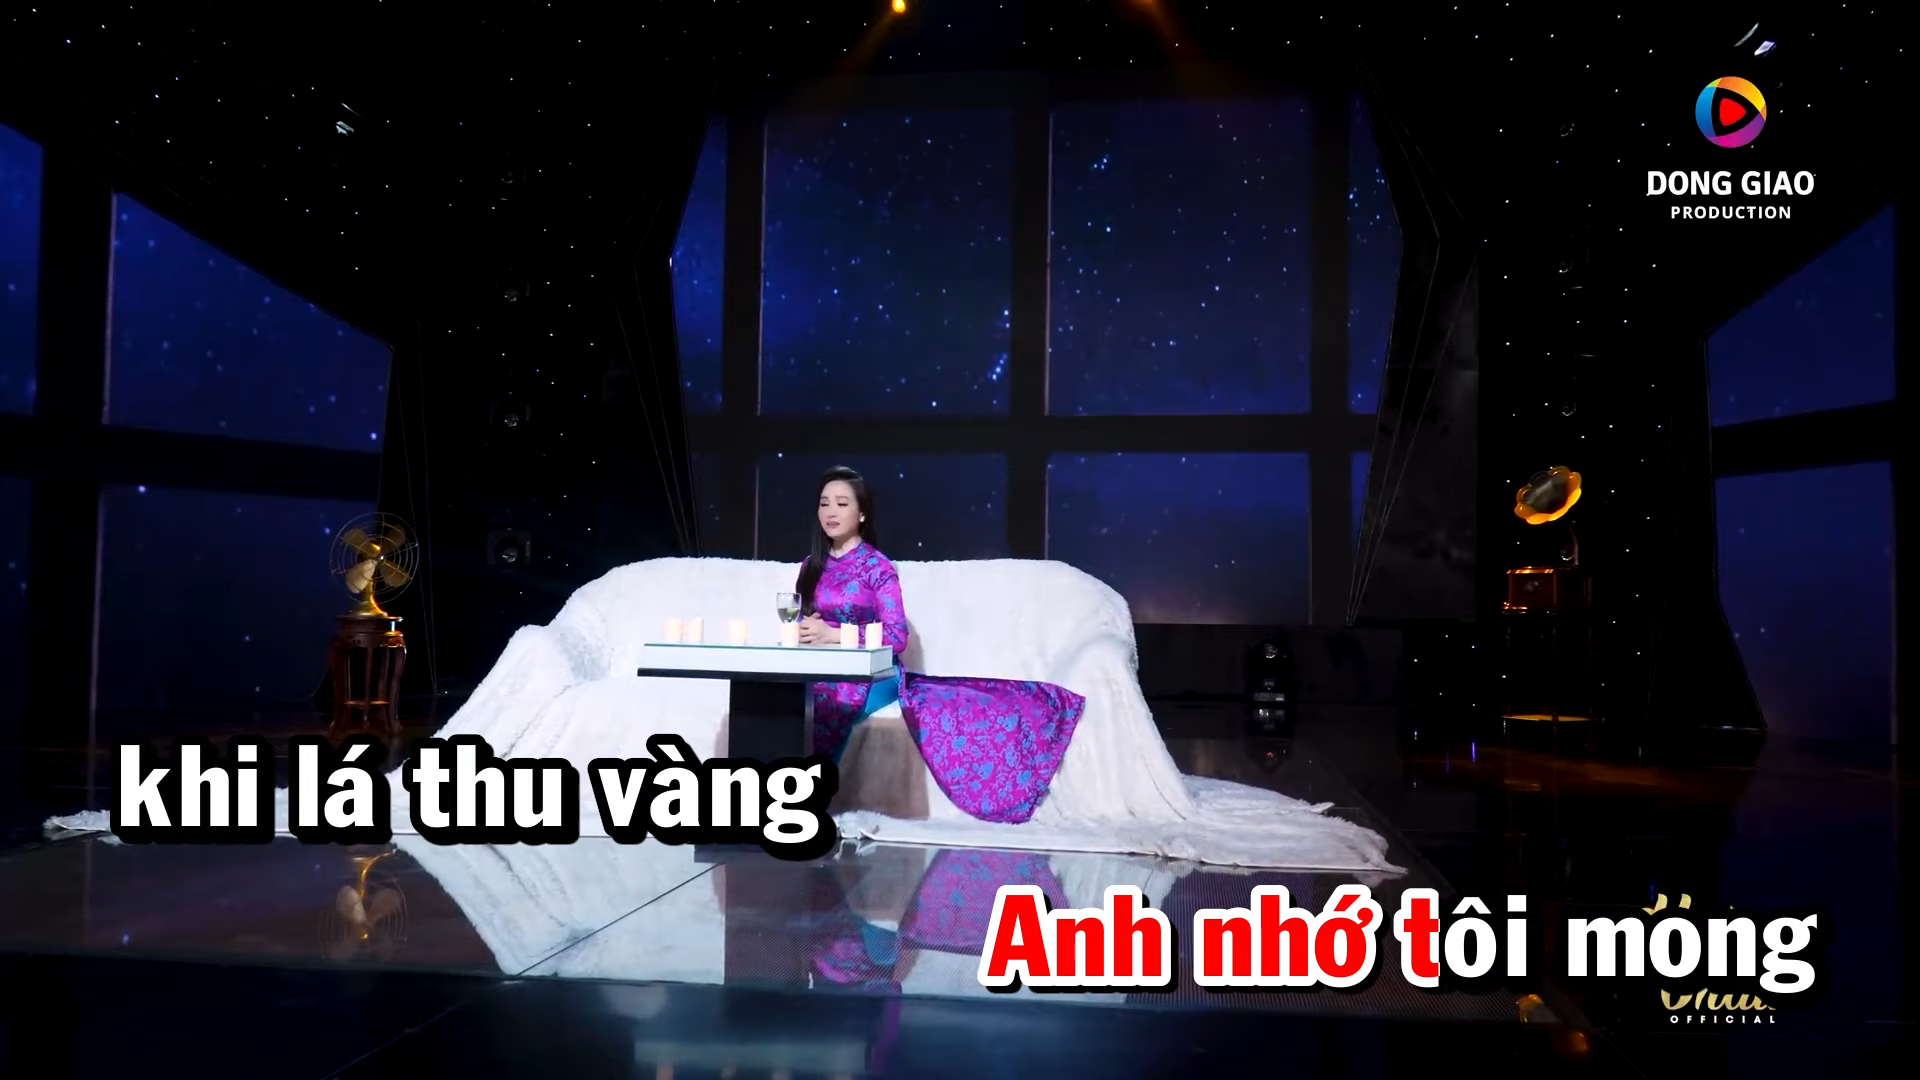 DONG GIAO
PRODUCTION
khi lá thu vàng
Anh nhớ tôi mong
OFFICIAL